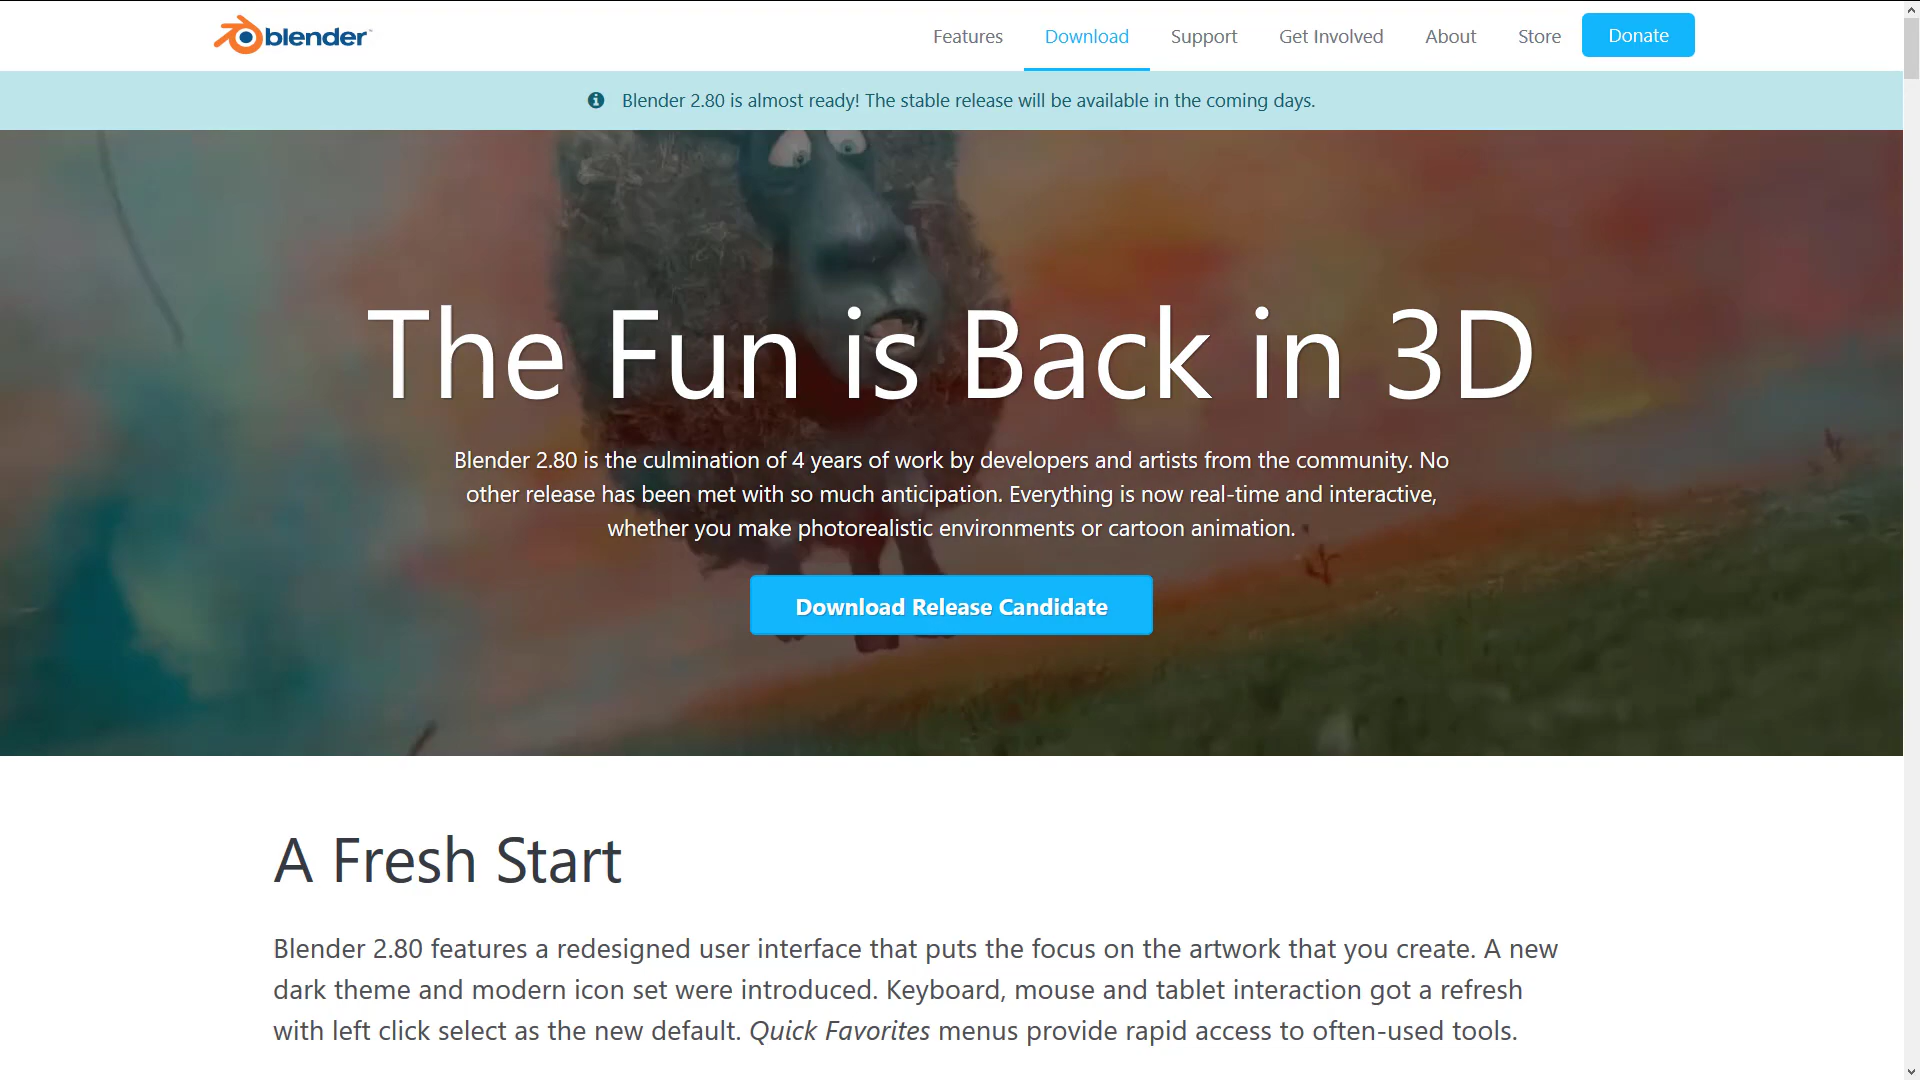 blender
Features Download Support Get Involved About Store Donate
Blender 2.80 is almost ready! The stable release will be available in the coming days.
The Fun is Back in 3D
Blender 2.80 is the culmination of 4 years of work by developers and artists from the community. No
other release has been met with so much anticipation. Everything is now real-time and interactive,
whether you make photorealistic environments or cartoon animation.
Download Release Candidate
A Fresh Start
Blender 2.80 features a redesigned user interface that puts the focus on the artwork that you create. A new
dark theme and modern icon set were introduced. Keyboard, mouse and tablet interaction got a refresh
with left click select as the new default. Quick Favorites menus provide rapid access to often-used tools.